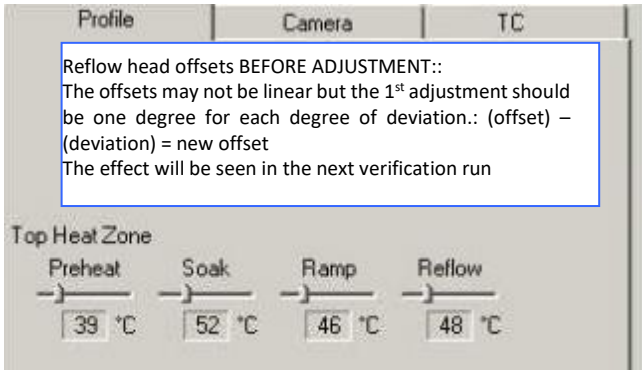 Profile Camera TC
Reflow head offsets BEFORE ADJUSTMENT::
The offsets may not be linear but the 1st adjustment should
be one degree for each degree of deviation.: (offset) –
(deviation) = new offset
The effect will be seen in the next verification run
Top Heat Zone
Preheat Soak Ramp Reflow
39 °C 52 °C 46 °C 48 °C